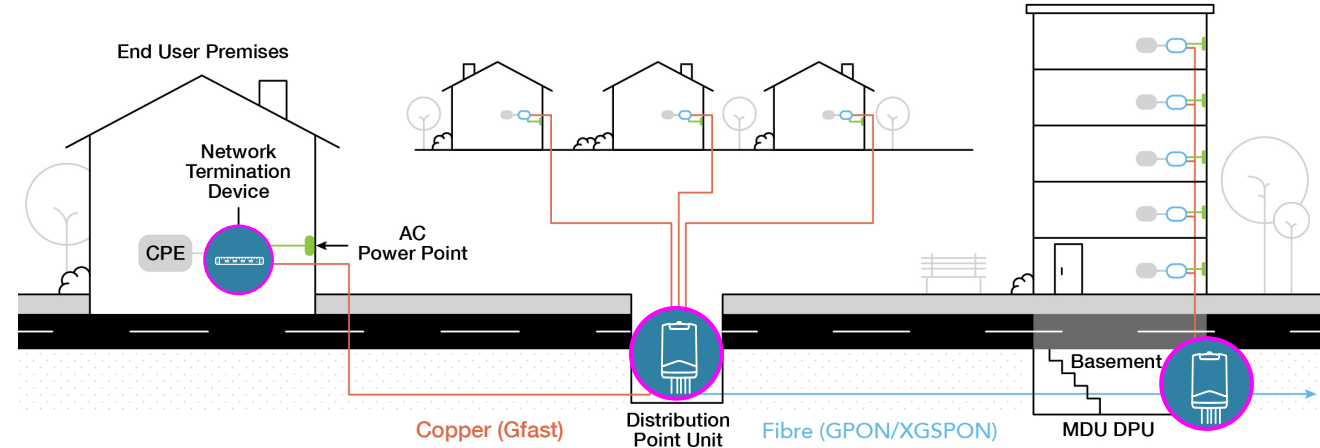 End User Premises
Network
Termination
Device
CPE
AC
Power Point
Basement
Copper (Gfast)
Distribution
Point Unit
Fibre (GPON/XGSPON)
MDU DPU